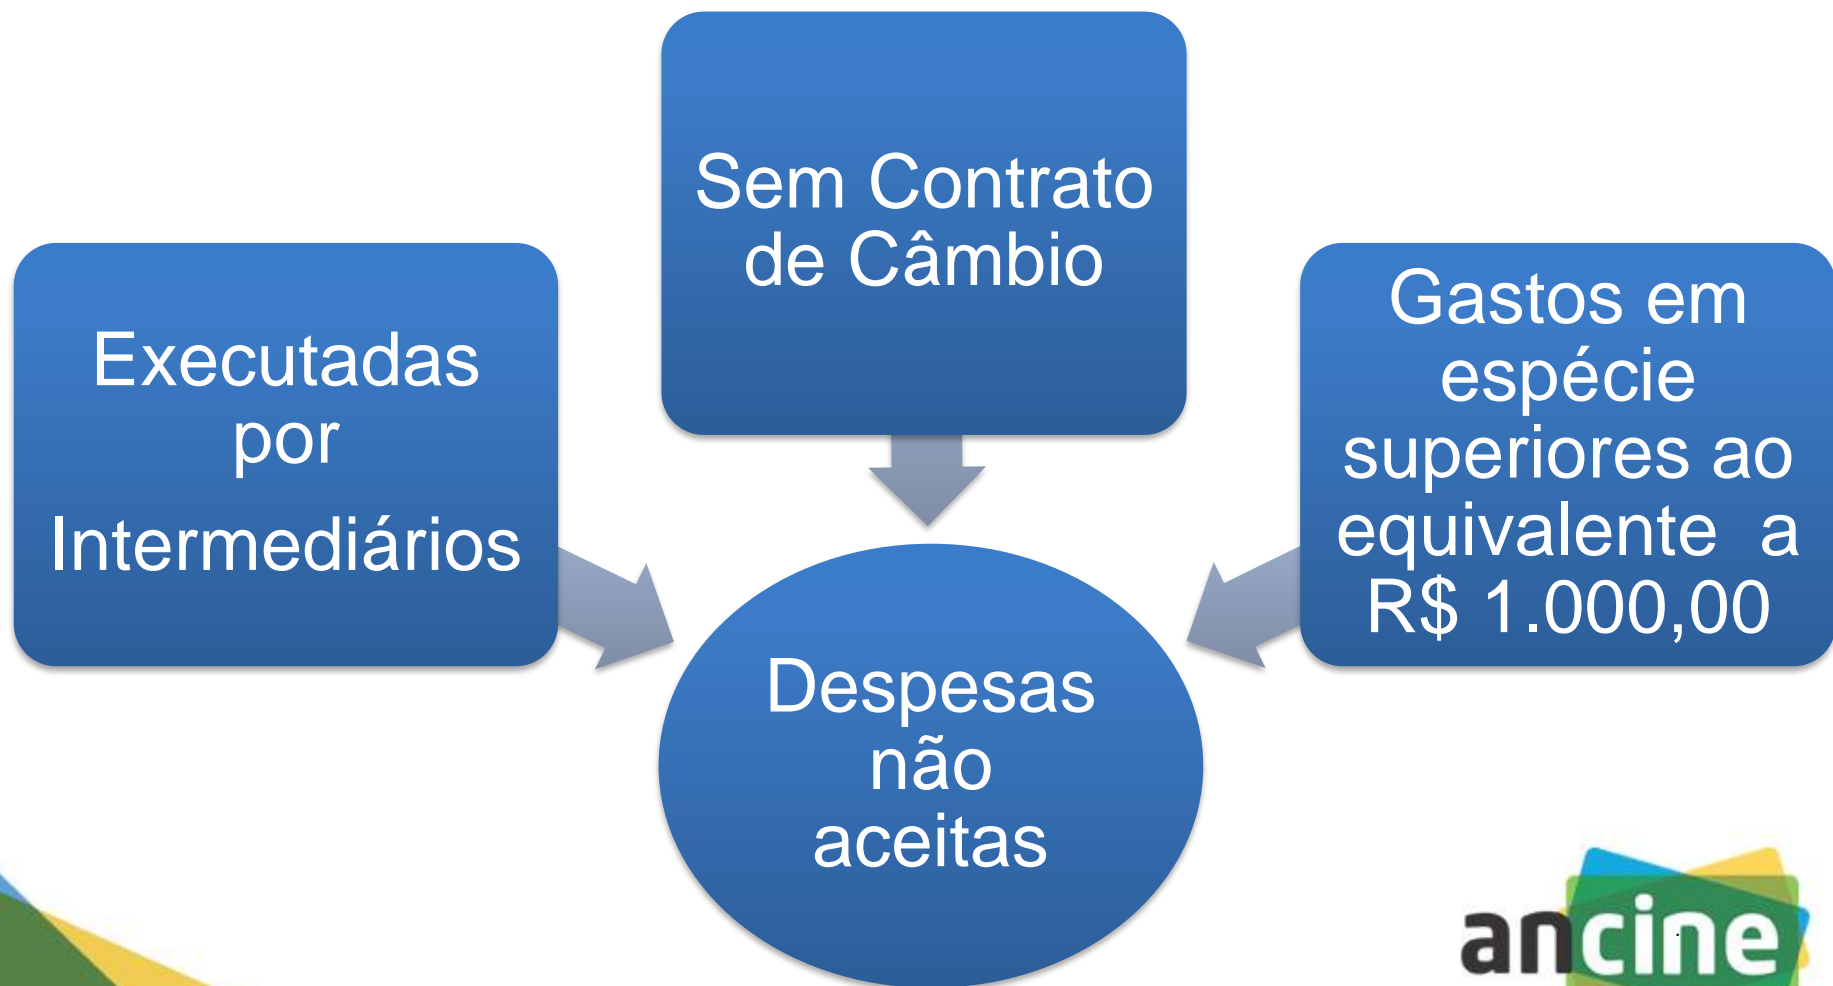 Sem Contrato
de Câmbio
Executadas
por
Intermediários
Gastos em
espécie
superiores ao
equivalente a
R$ 1.000,00
Despesas
não
aceitas
ancine